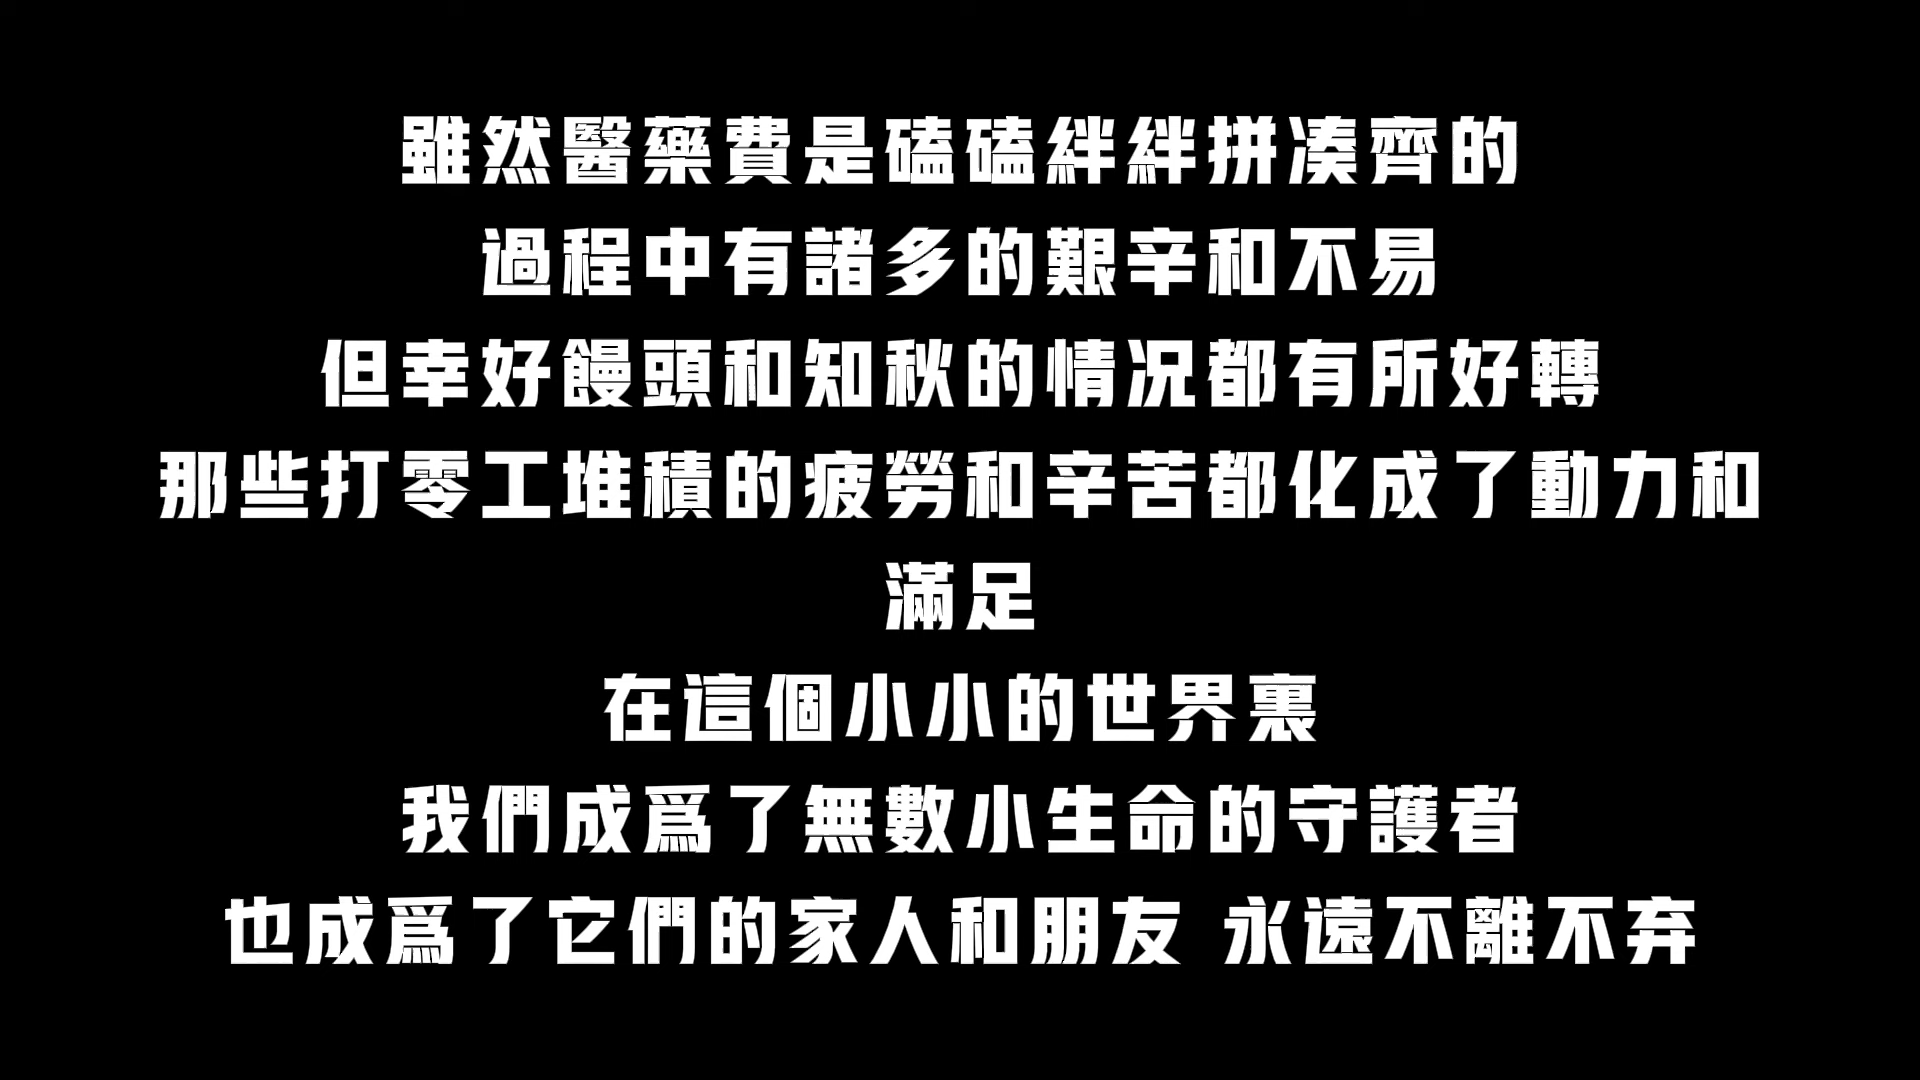 雖然醫藥費是磕磕絆絆拼凑齊的
過程中有諸多的艱辛和不易
但幸好饅頭和知秋的情况都有所好轉
那些打零工堆積的疲勞和辛苦都化成了動力和
滿足
在這個小小的世界裏
我們成爲了無數小生命的守護者
也成爲了它們的家人和朋友 永遠不離不弃